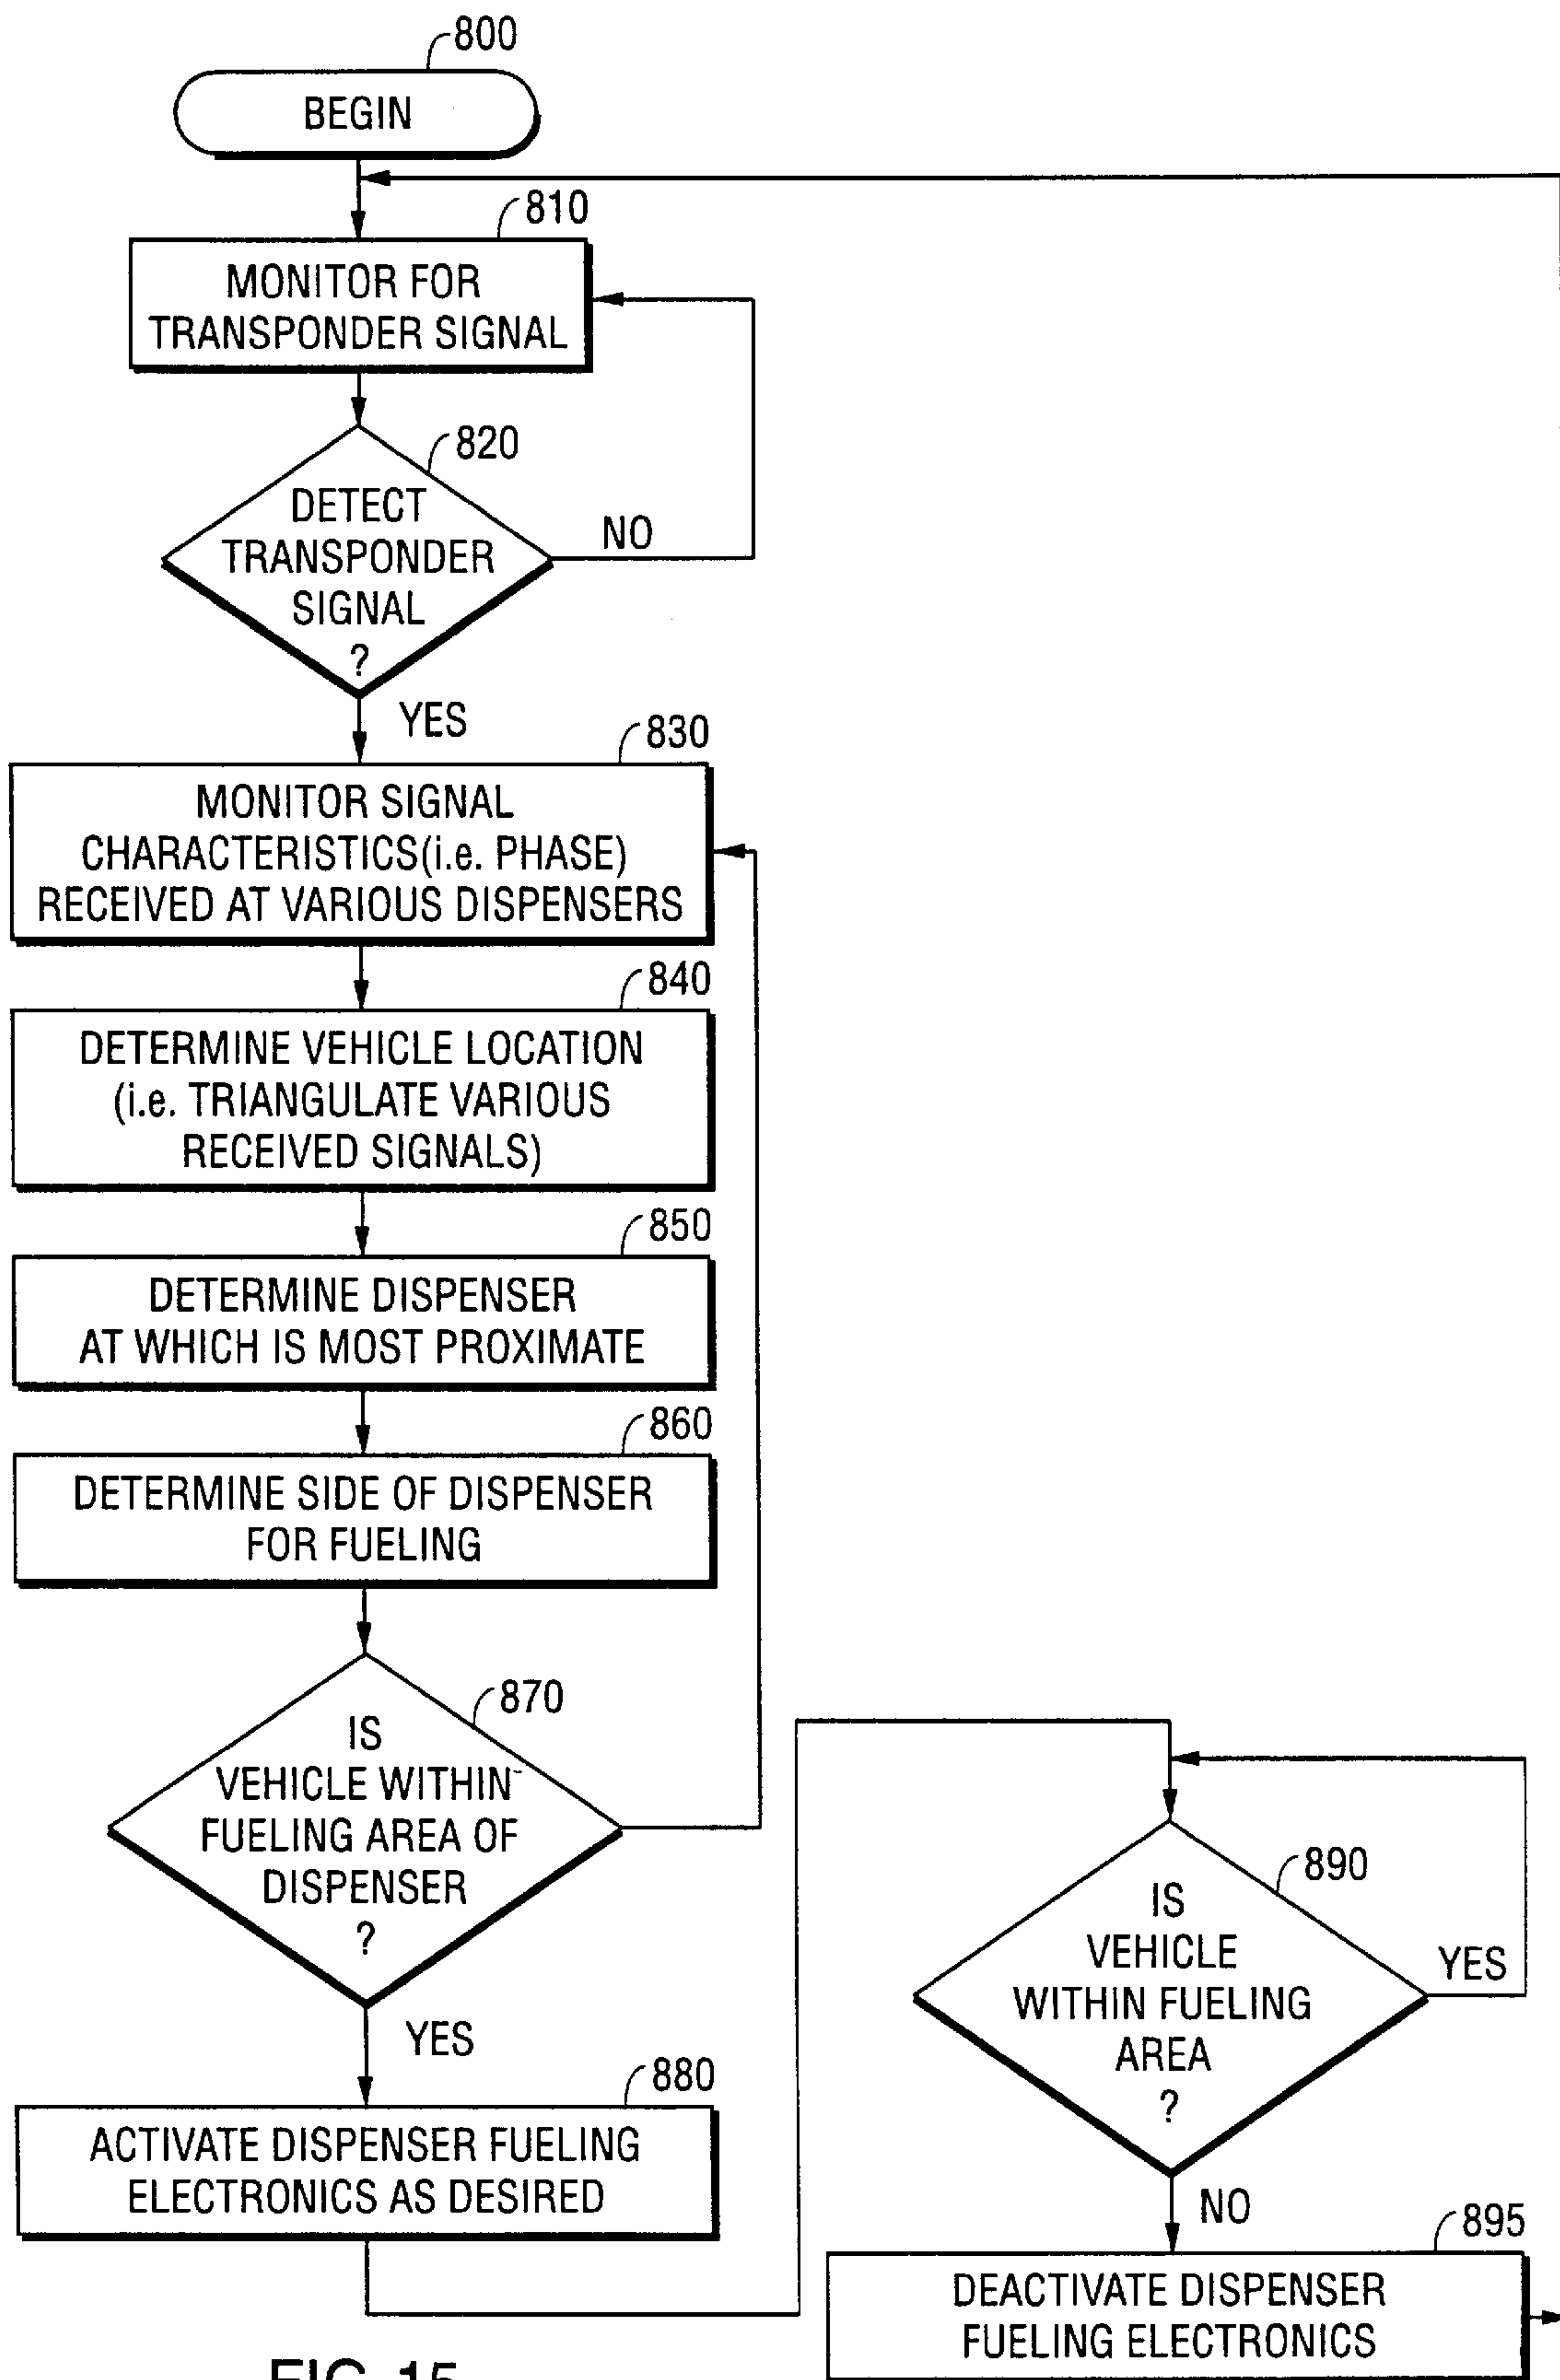 800
BEGIN
810
MONITOR FOR
TRANSPONDER SIGNAL
820
DETECT
TRANSPONDER
SIGNAL
?
NO
YES
830
MONITOR SIGNAL
CHARACTERISTICS(i.e. PHASE)
RECEIVED AT VARIOUS DISPENSERS
840
DETERMINE VEHICLE LOCATION
(i.e. TRIANGULATE VARIOUS
RECEIVED SIGNALS)
850
DETERMINE DISPENSER
AT WHICH IS MOST PROXIMATE
860
DETERMINE SIDE OF DISPENSER
FOR FUELING
870
IS
VEHICLE WITHIN
FUELING AREA OF
DISPENSER
?
YES
880
ACTIVATE DISPENSER FUELING
ELECTRONICS AS DESIRED
890
IS
VEHICLE
WITHIN FUELING
AREA
?
YES
NO
895
DEACTIVATE DISPENSER
FUELING ELECTRONICS
FIG. 15